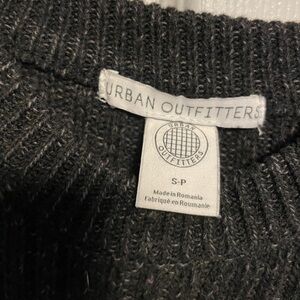 URBAN OUTFITTERS
URBAN
OUTFITTERS
S-P
Made in Romania
Fabriqué en Roumanie